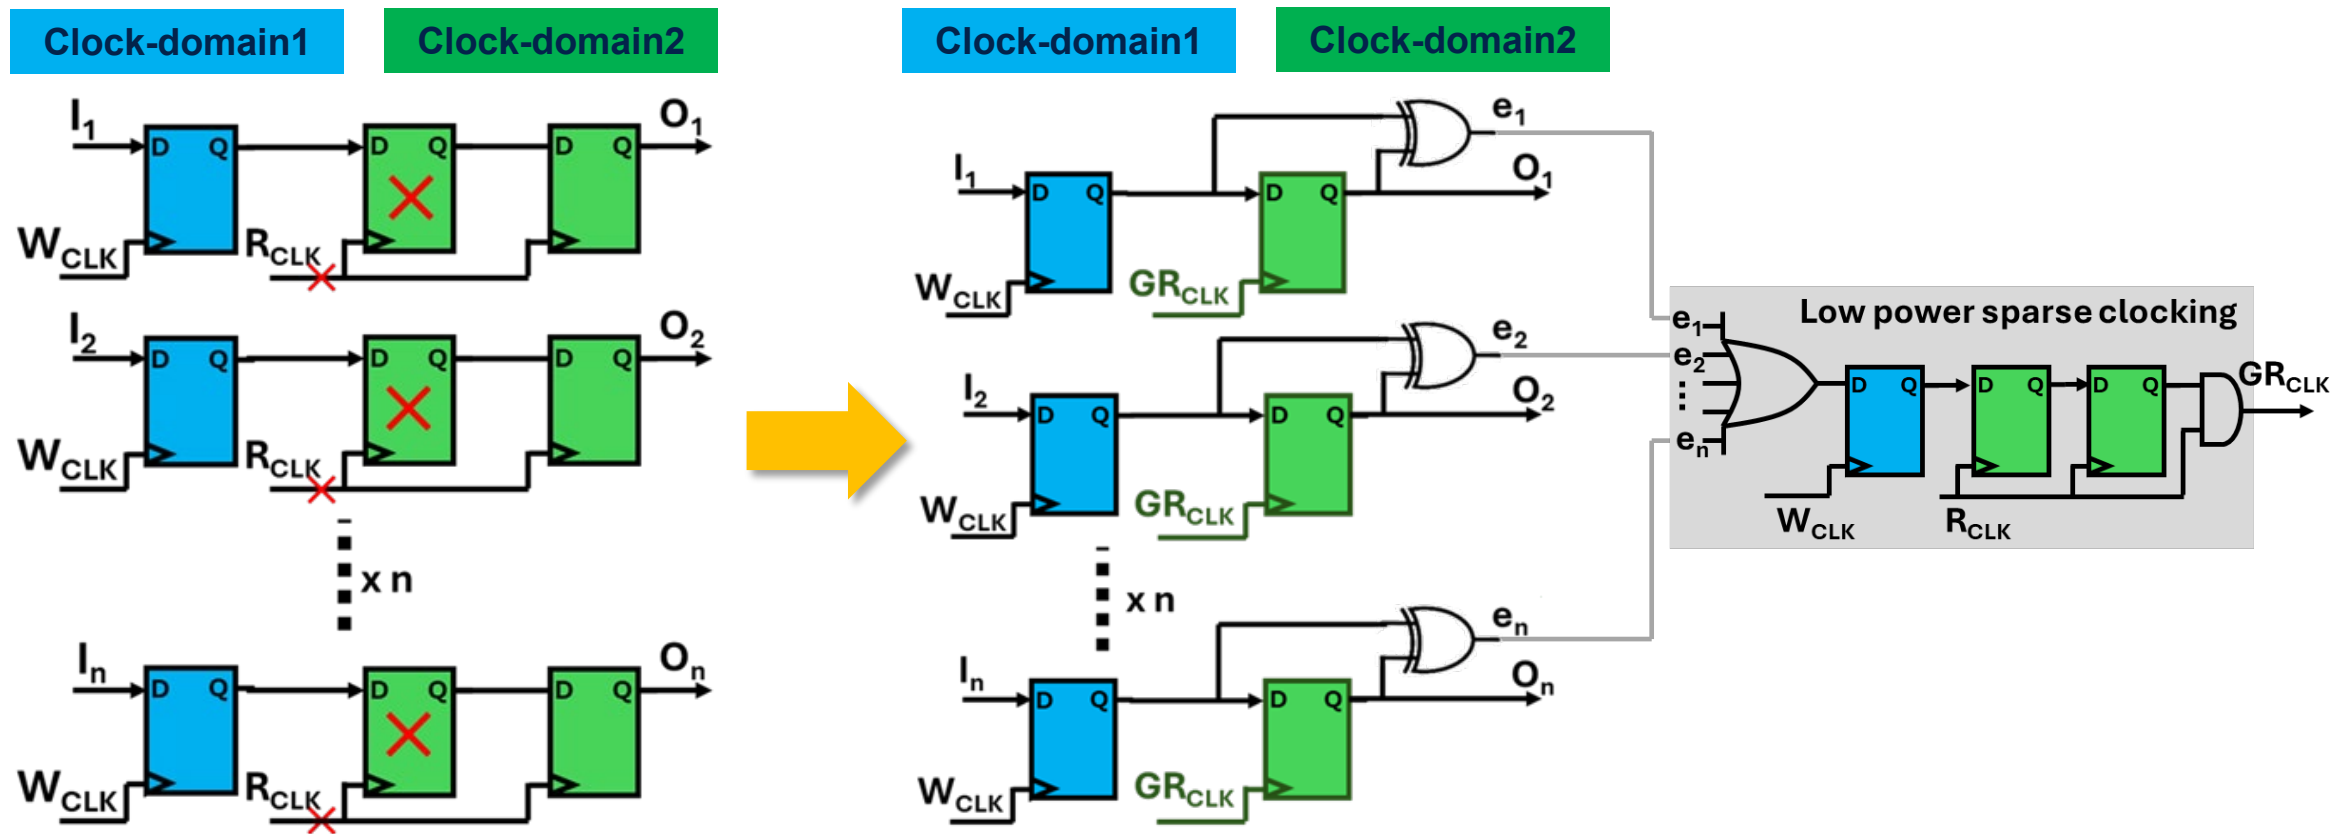 Clock-domain1 Clock-domain2 Clock-domain1 Clock-domain2
I1 D Q D Q D Q O1
WCLK RCLK
I2 D Q D Q D Q O2
WCLK RCLK
x n
In D Q D Q D Q On
WCLK RCLK
e1
I1 D Q D Q O1
WCLK GRCLK
e2
I2 D Q D Q O2
WCLK GRCLK
x n
en
In D Q D Q On
WCLK GRCLK
Low power sparse clocking
e1
e2
en
D Q D Q D Q GRCLK
WCLK RCLK